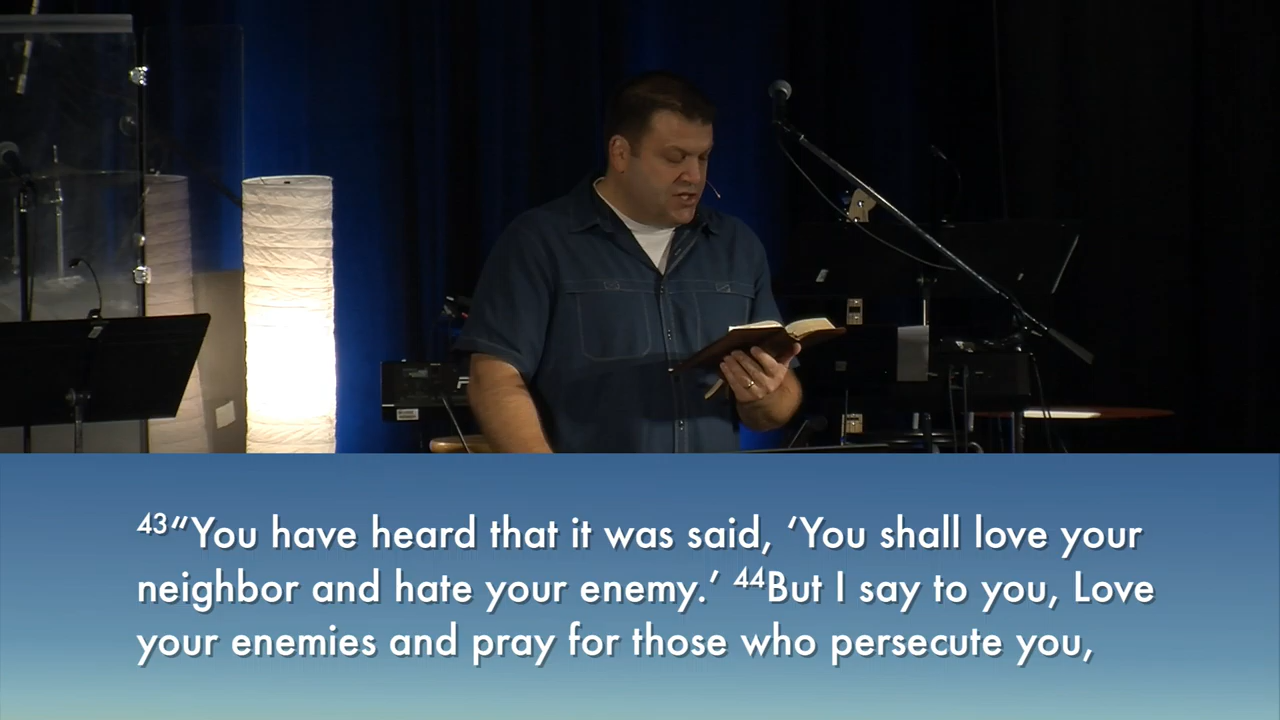 43“You have heard that it was said, ‘You shall love your
neighbor and hate your enemy.’ 44But I say to you, Love
your enemies and pray for those who persecute you,